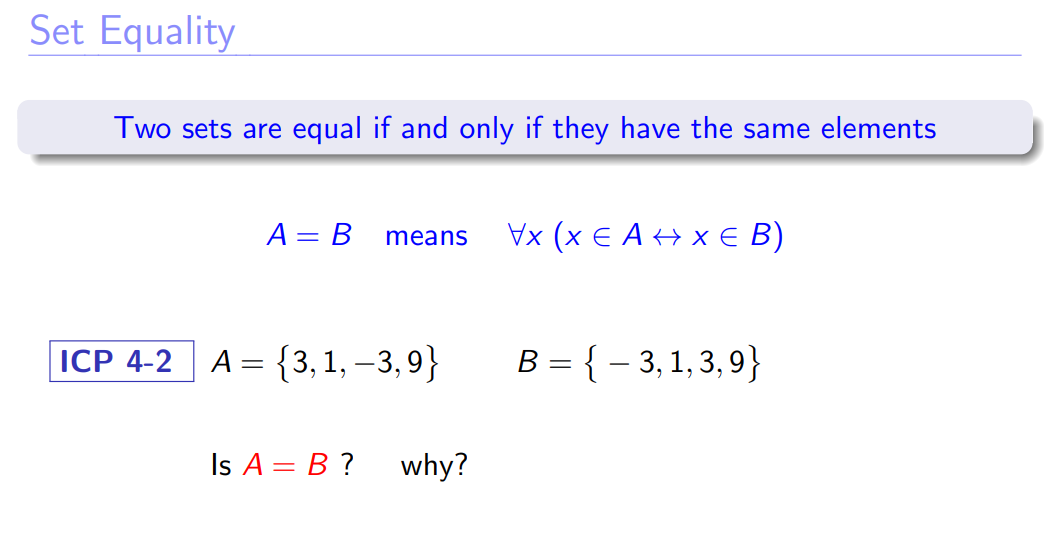 Set Equality
Two sets are equal if and only if they have the same elements
A = B means ∀x (x ∈ A ↔ x ∈ B)
ICP 4-2 A = {3, 1, −3, 9} B = { − 3, 1, 3, 9}
Is A = B ? why?